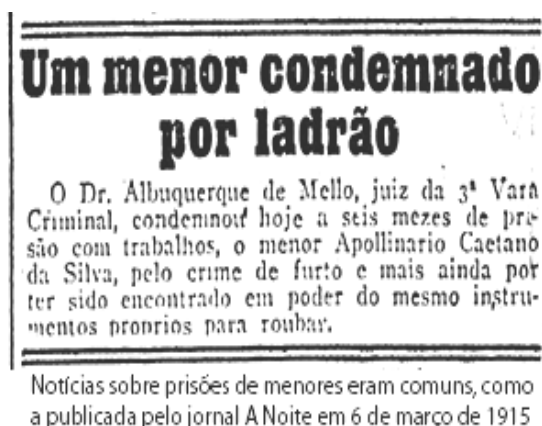 Um menor condemnado
por ladrão
O Dr. Albuquerque de Mello, juiz da 3ª Vara
Criminal, condemnou hoje a seis mezes de pri-
são com trabalhos, o menor Apollinario Caetano
da Silva, pelo crime de furto e mais ainda por
ter sido encontrado em poder do mesmo instru-
mentos proprios para roubar.
Notícias sobre prisões de menores eram comuns, como
a publicada pelo jornal A Noite em 6 de março de 1915